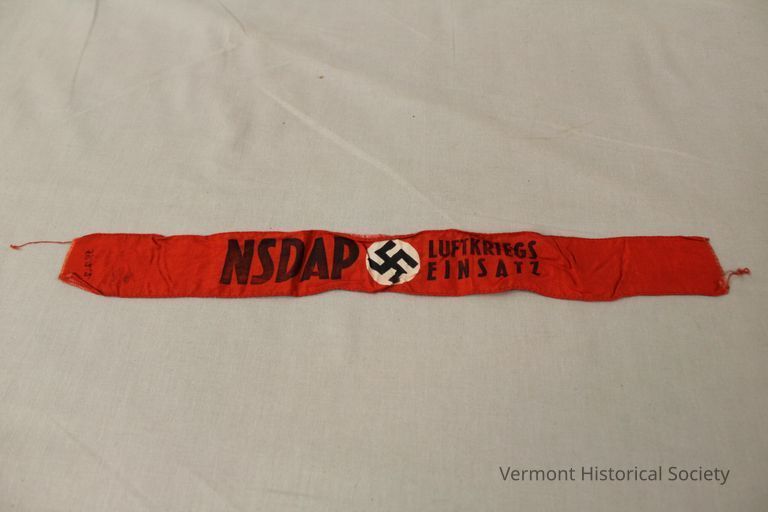 NSDAP
LUFTKRIEGS
EINSATZ
Vermont Historical Society